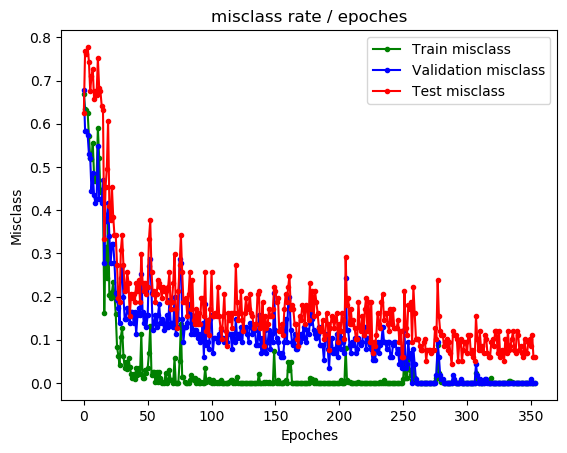 misclass rate / epoches
Train misclass
Validation misclass
Test misclass
0.8
0.7
0.6
0.5
0.4
0.3
0.2
0.1
0.0
Misclass
0 50 100 150 200 250 300 350
Epoches